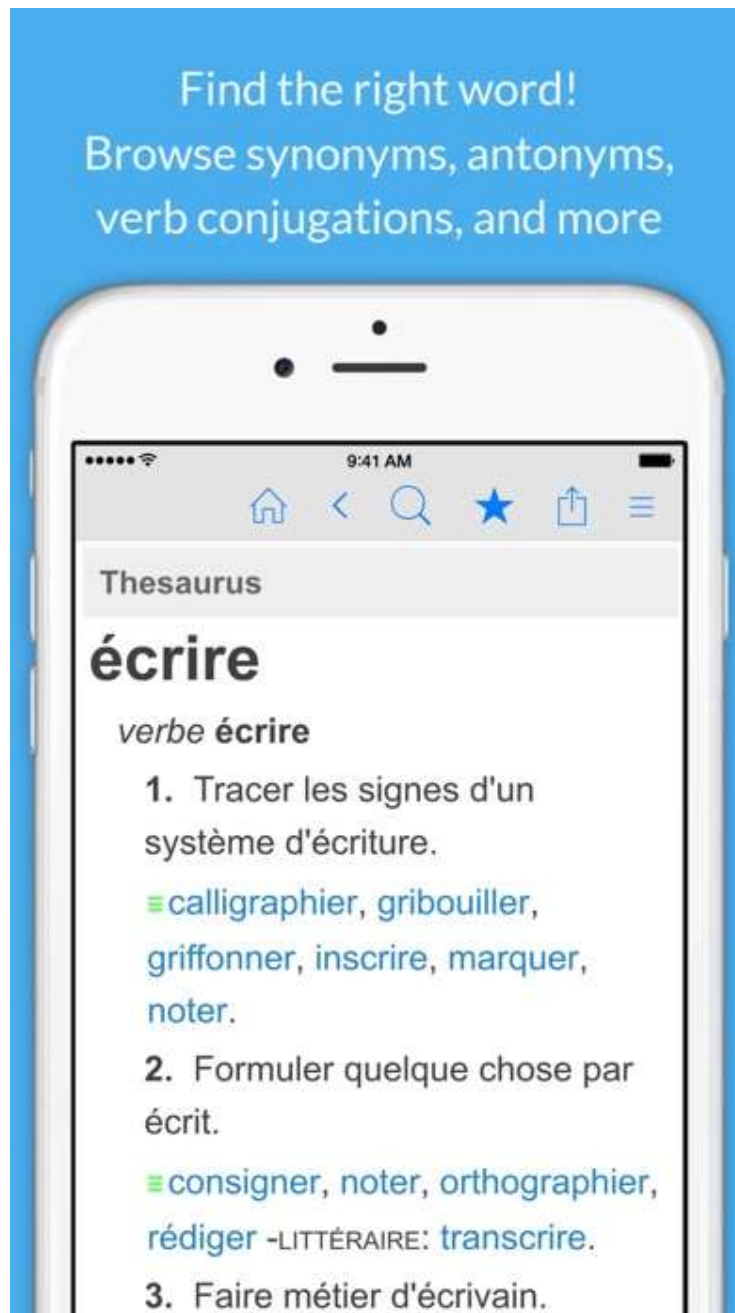 Find the right word!
Browse synonyms, antonyms,
verb conjugations, and more
9:41 AM
Thesaurus
écrire
verbe écrire
1. Tracer les signes d'un
système d'écriture.
calligraphier, gribouiller,
griffonner, inscrire, marquer,
noter.
2. Formuler quelque chose par
écrit.
consigner, noter, orthographier,
rédiger -LITTÉRAIRE: transcrire.
3. Faire métier d'écrivain.